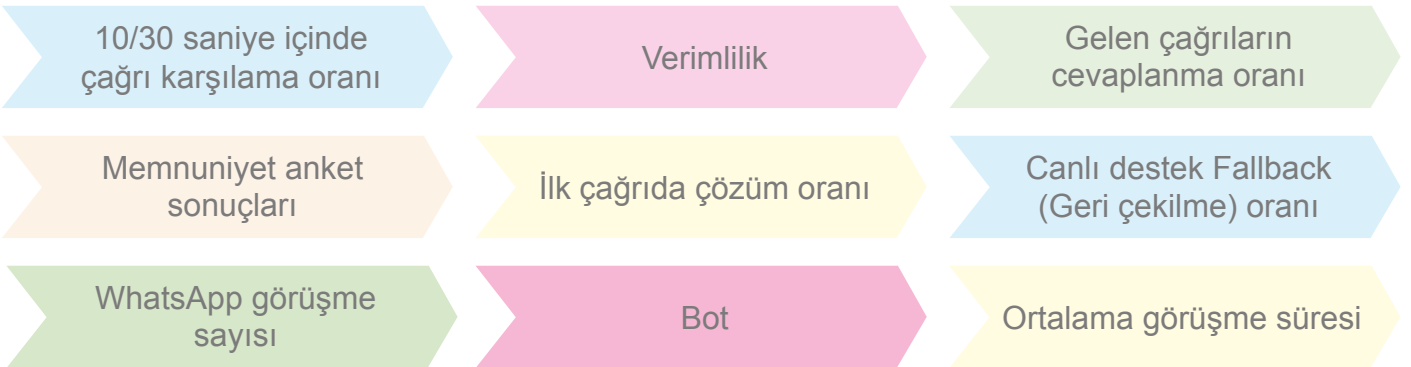 10/30 saniye içinde
çağrı karşılama oranı
Verimlilik
Gelen çağrıların
cevaplanma oranı
Memnuniyet anket
sonuçları
İlk çağrıda çözüm oranı
Canlı destek Fallback
(Geri çekilme) oranı
WhatsApp görüşme
sayısı
Bot
Ortalama görüşme süresi